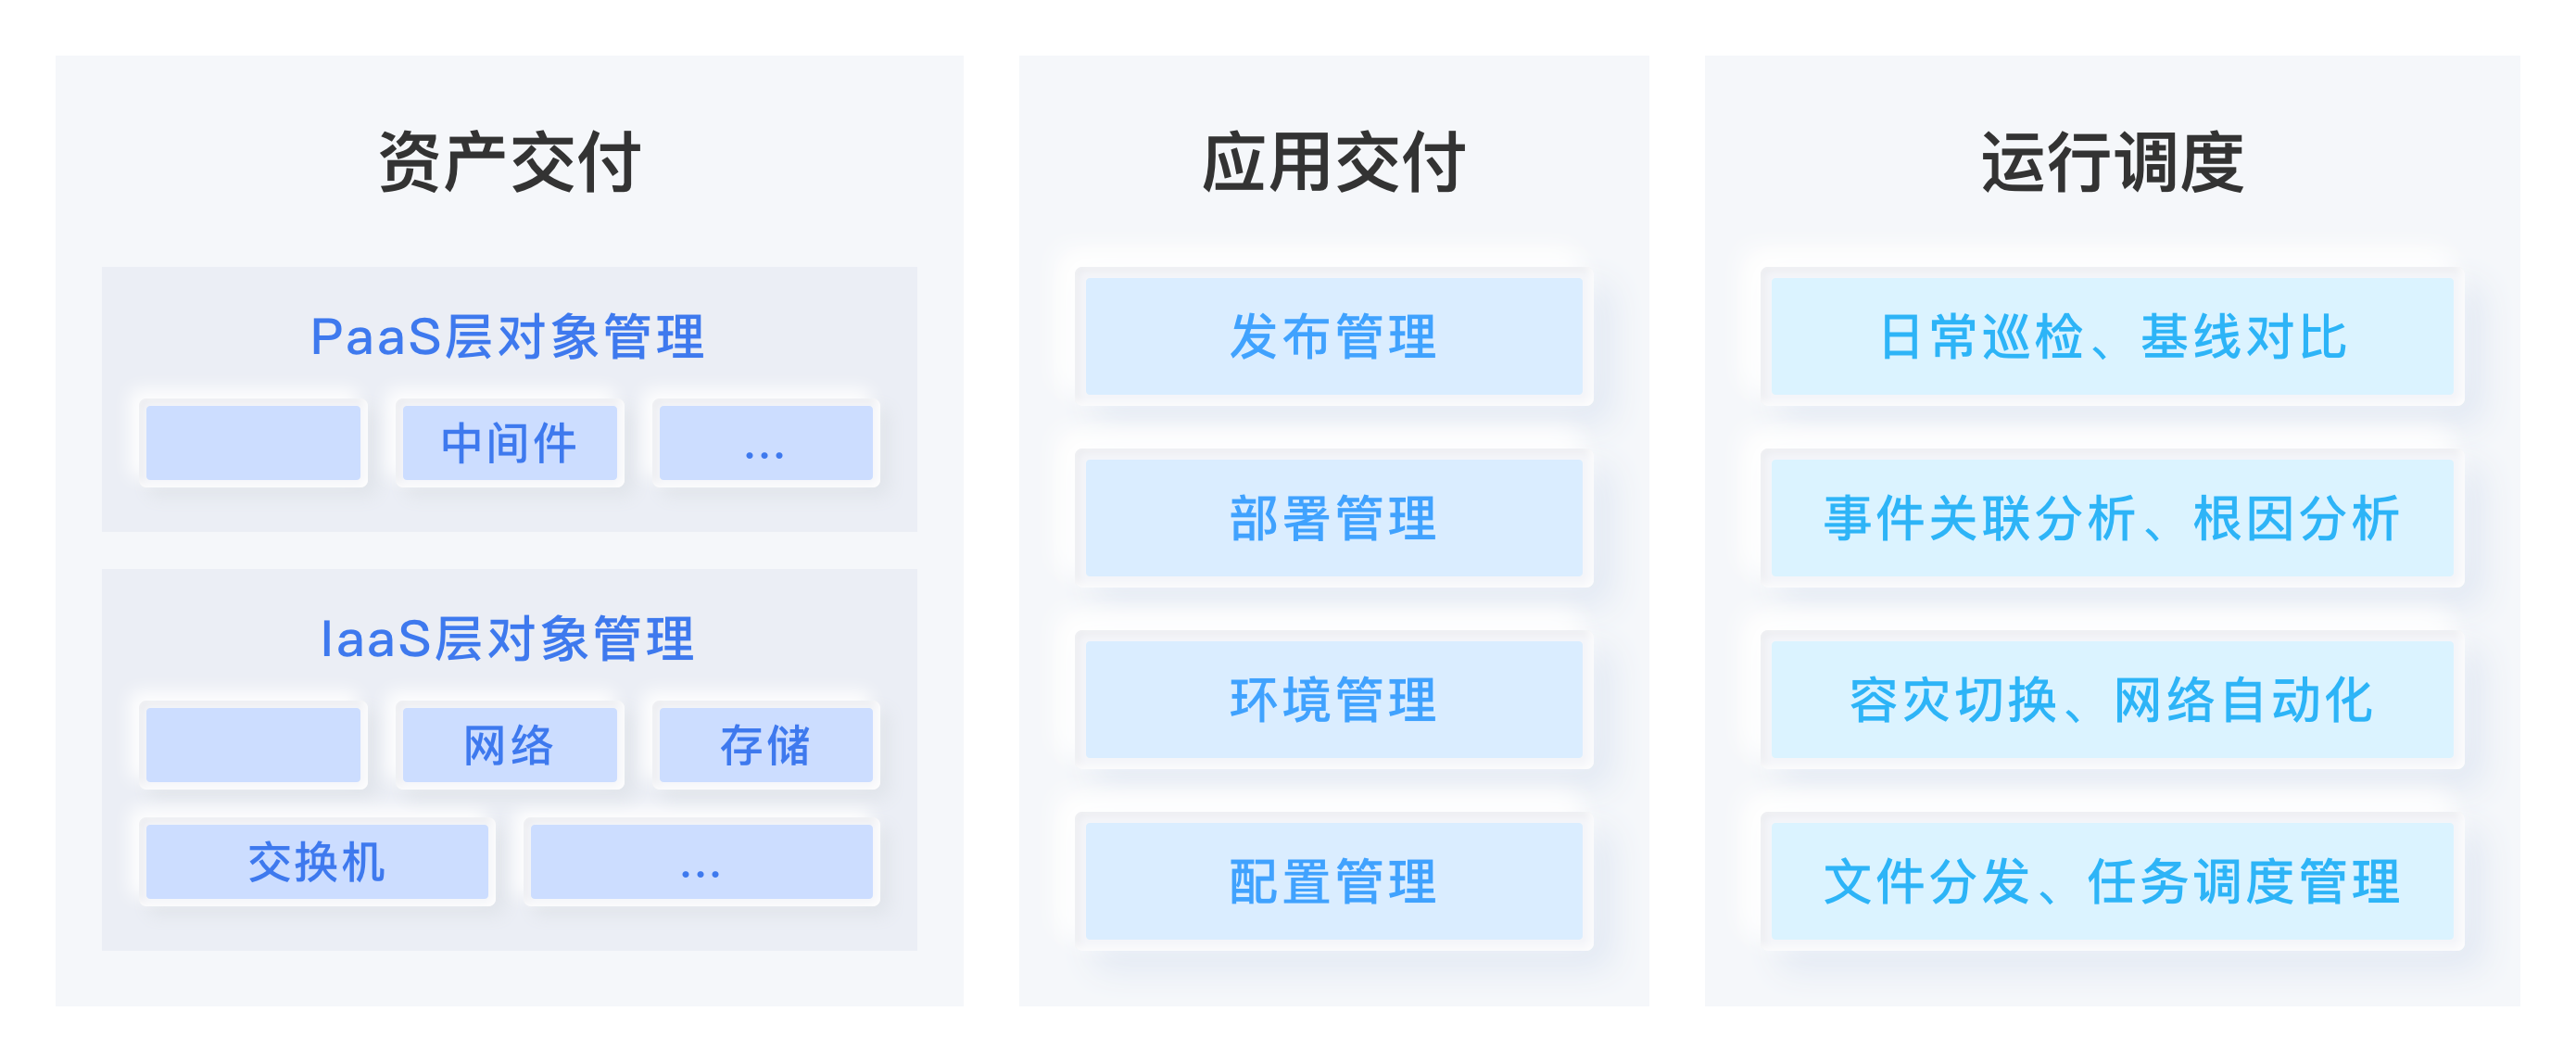 资产交付
PaaS层对象管理
中间件
...
IaaS层对象管理
网络
存储
交换机
...
应用交付
发布管理
部署管理
环境管理
配置管理
运行调度
日常巡检、基线对比
事件关联分析、根因分析
容灾切换、网络自动化
文件分发、任务调度管理